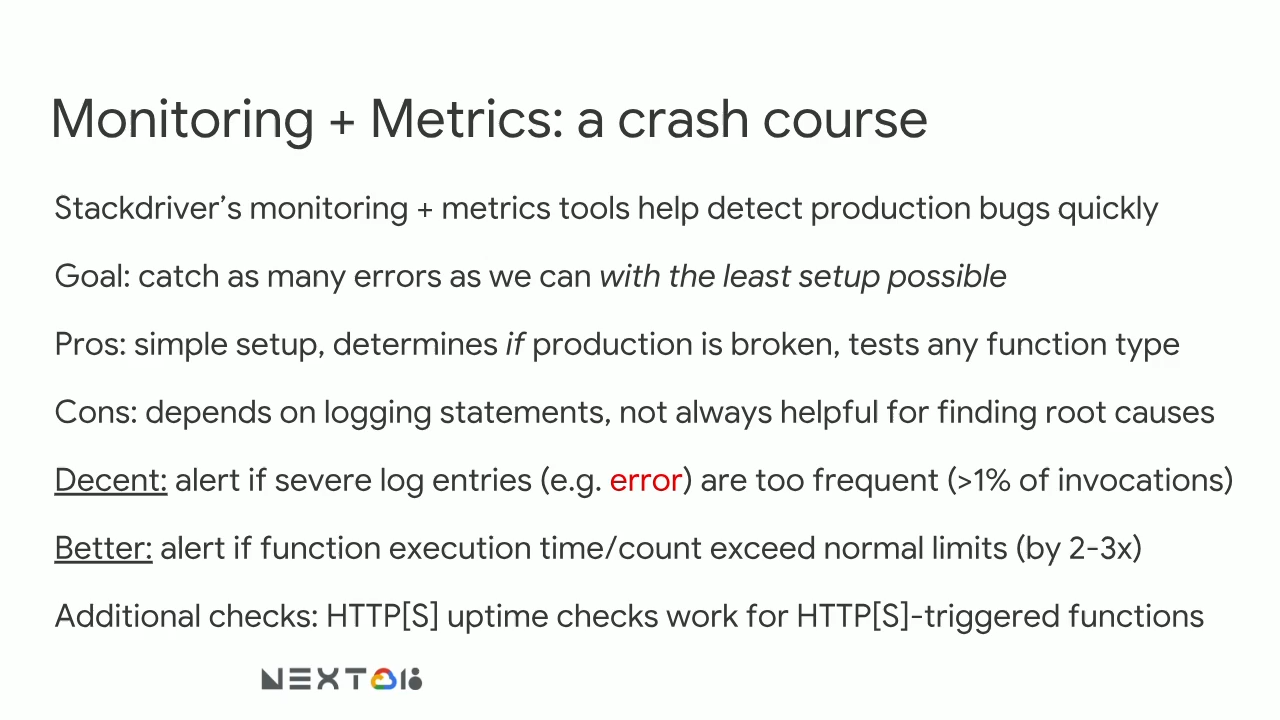 Monitoring + Metrics: a crash course
Stackdriver’s monitoring + metrics tools help detect production bugs quickly
Goal: catch as many errors as we can with the least setup possible
Pros: simple setup, determines if production is broken, tests any function type
Cons: depends on logging statements, not always helpful for finding root causes
Decent: alert if severe log entries (e.g. error) are too frequent (>1% of invocations)
Better: alert if function execution time/count exceed normal limits (by 2-3x)
Additional checks: HTTP[S] uptime checks work for HTTP[S]-triggered functions
NEXT 18